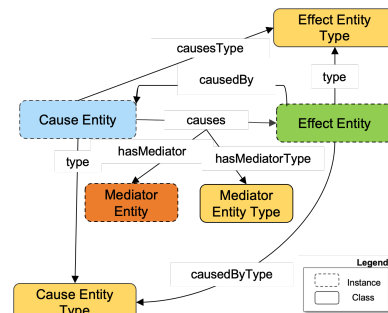 Effect Entity
Type
causesType
causedBy
type
Cause Entity
causes
Effect Entity
type
hasMediator
hasMediatorType
Mediator
Entity
Mediator
Entity Type
causedByType
Legend
Instance
Class
Cause Entity
Type